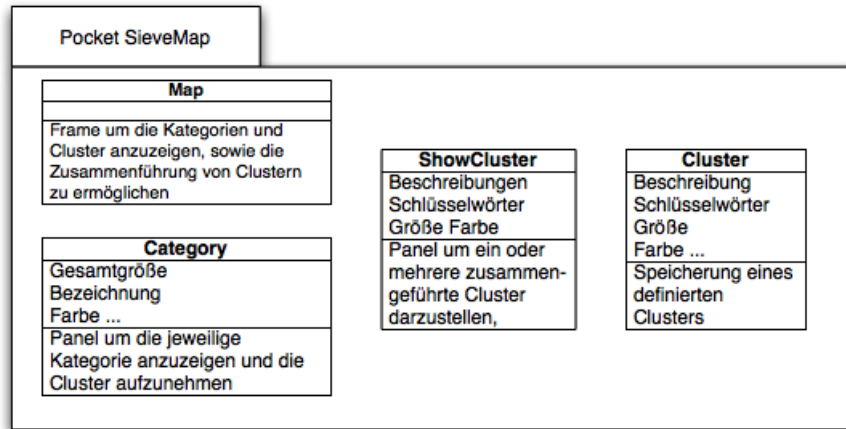 Pocket SieveMap
Map
Frame um die Kategorien und
Cluster anzuzeigen, sowie die
Zusammenführung von Clustern
zu ermöglichen
Category
Gesamtgröße
Bezeichnung
Farbe ...
Panel um die jeweilige
Kategorie anzuzeigen und die
Cluster aufzunehmen
ShowCluster
Beschreibungen
Schlüsselwörter
Größe Farbe
Panel um ein oder
mehrere zusammen-
geführte Cluster
darzustellen,
Cluster
Beschreibung
Schlüsselwörter
Größe
Farbe ...
Speicherung eines
definierten
Clusters